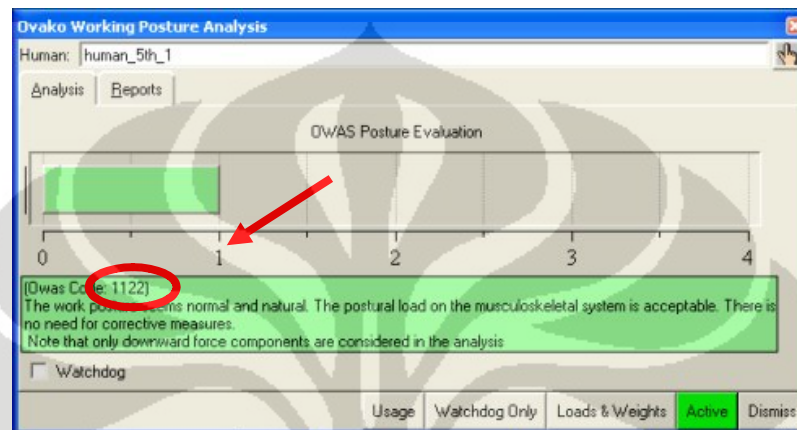 Ovako Working Posture Analysis
Human: human_5th_1
Analysis Reports
OWAS Posture Evaluation
0 1 2 3 4
(Owas Code: 1122)
The work posture seems normal and natural. The postural load on the musculoskeletal system is acceptable. There is
no need for corrective measures.
Note that only downward force components are considered in the analysis
Watchdog
Usage Watchdog Only Loads & Weights Active Dismiss